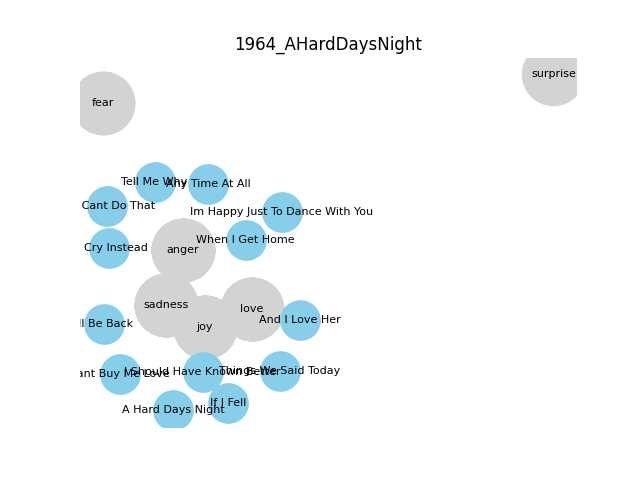 1964_AHardDaysNight
surprise
fear
Tell Me Why
Any Time At All
Cant Do That
Im Happy Just To Dance With You
When I Get Home
Cry Instead
anger
sadness
love
joy
And I Love Her
ll Be Back
ant Buy Me Love
I Should Have Known Better
Things We Said Today
If I Fell
A Hard Days Night